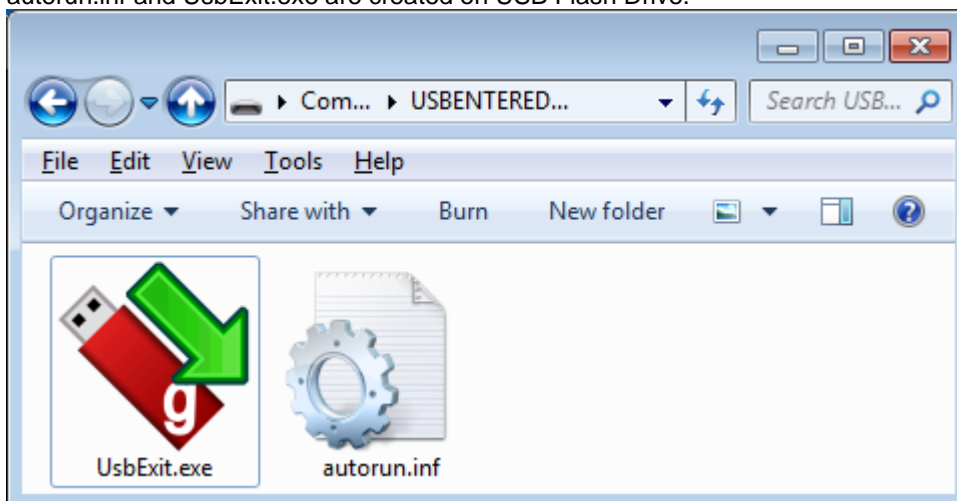 autorun.inf and UsbExit.exe are created on USB Flash Drive.
Com... USBENTERED... Search USB...
File Edit View Tools Help
Organize Share with Burn New folder
g
UsbExit.exe autorun.inf